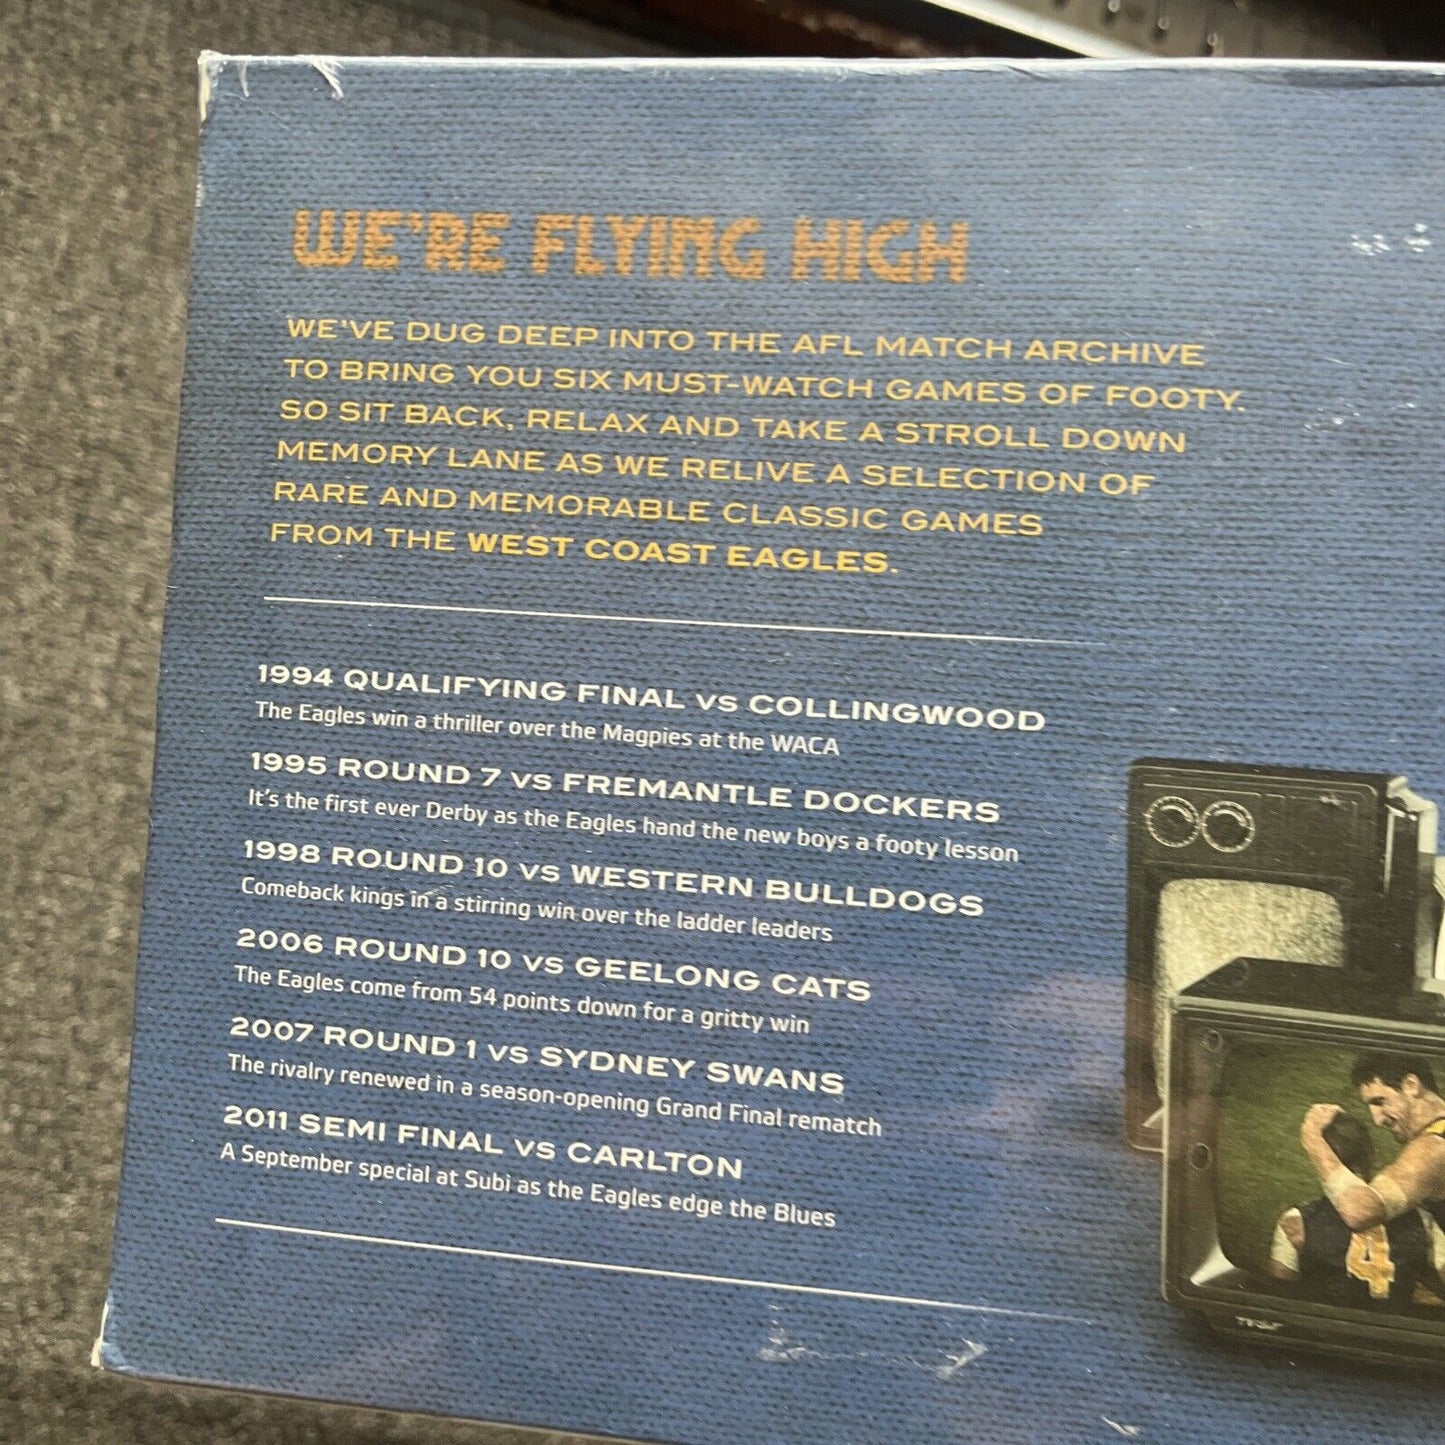 WE'RE FLYING HIGH
WE'VE DUG DEEP INTO THE AFL MATCH ARCHIVE
TO BRING YOU SIX MUST-WATCH GAMES OF FOOTY.
SO SIT BACK, RELAX AND TAKE A STROLL DOWN
MEMORY LANE AS WE RELIVE A SELECTION OF
RARE AND MEMORABLE CLASSIC GAMES
FROM THE WEST COAST EAGLES.
1994 QUALIFYING FINAL VS COLLINGWOOD
The Eagles win a thriller over the Magpies at the WACA
1995 ROUND 7 VS FREMANTLE DOCKERS
It's the first ever Derby as the Eagles hand the new boys a footy lesson
1998 ROUND 10 VS WESTERN BULLDOGS
Comeback kings in a stirring win over the ladder leaders
2006 ROUND 10 VS GEELONG CATS
The Eagles come from 54 points down for a gritty win
2007 ROUND 1 VS SYDNEY SWANS
The rivalry renewed in a season-opening Grand Final rematch
2011 SEMI FINAL VS CARLTON
A September special at Subi as the Eagles edge the Blues
4